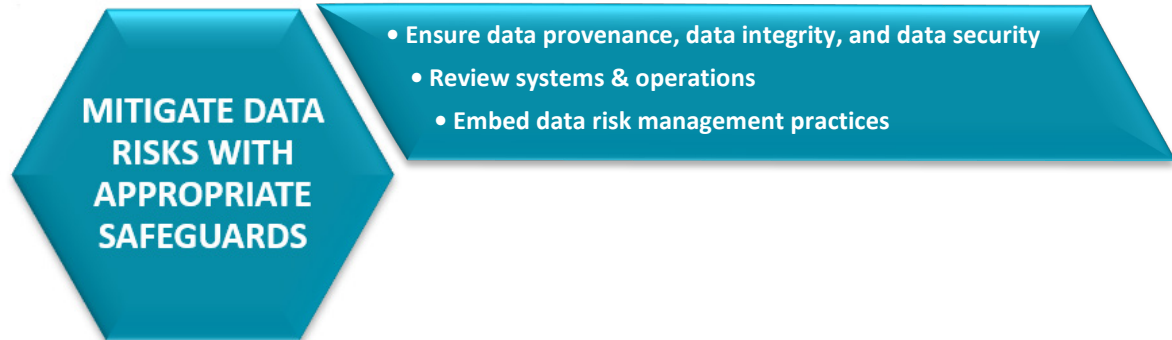 MITIGATE DATA
RISKS WITH
APPROPRIATE
SAFEGUARDS
• Ensure data provenance, data integrity, and data security
• Review systems & operations
• Embed data risk management practices